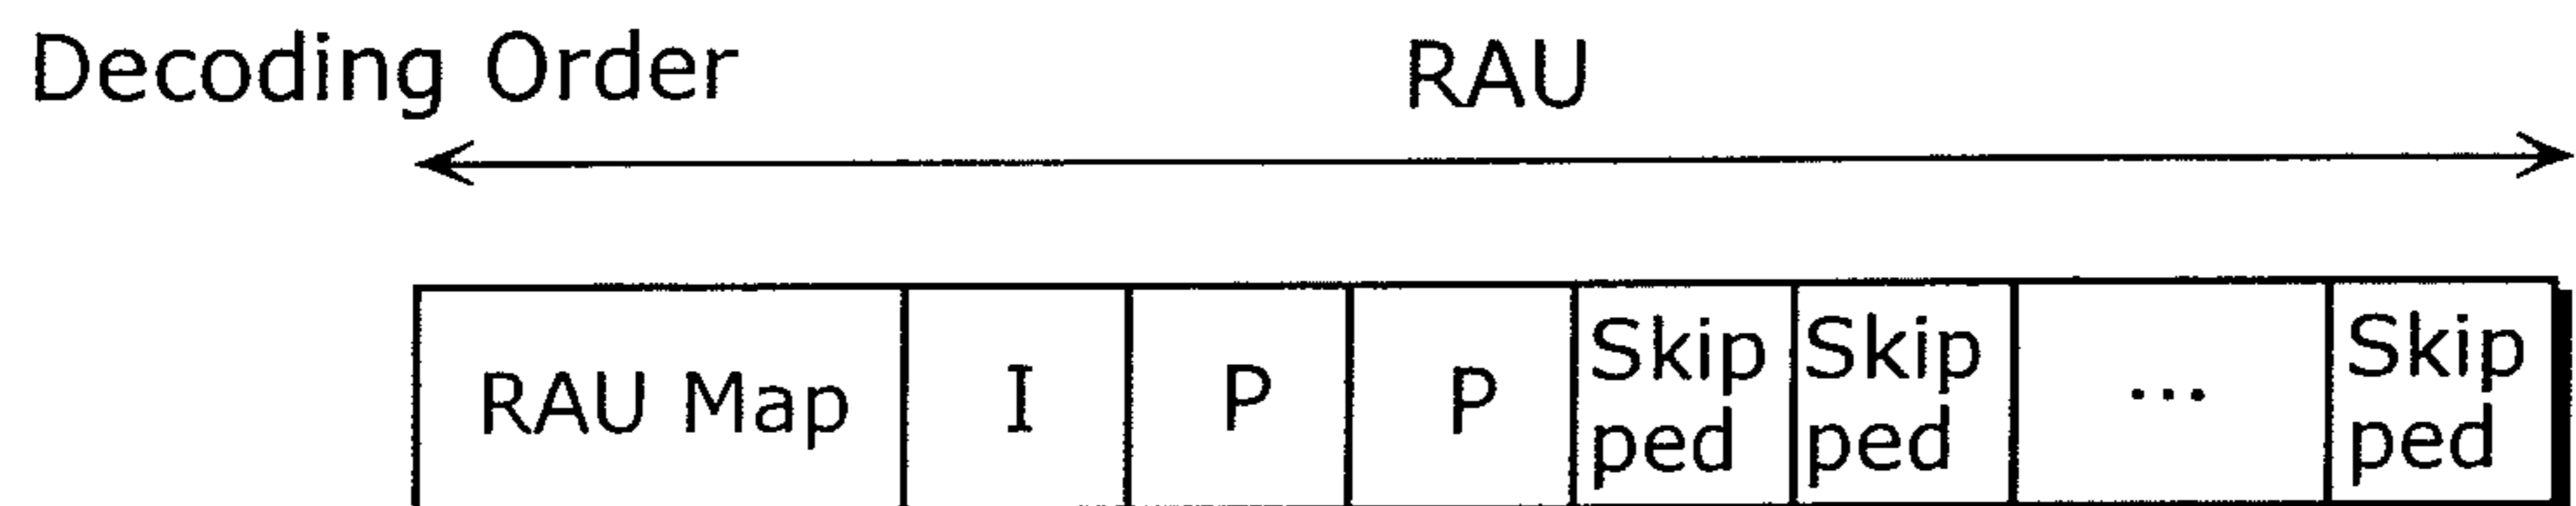 Decoding Order RAU
RAU Map I P P Skip ped Skip ped ... Skip ped